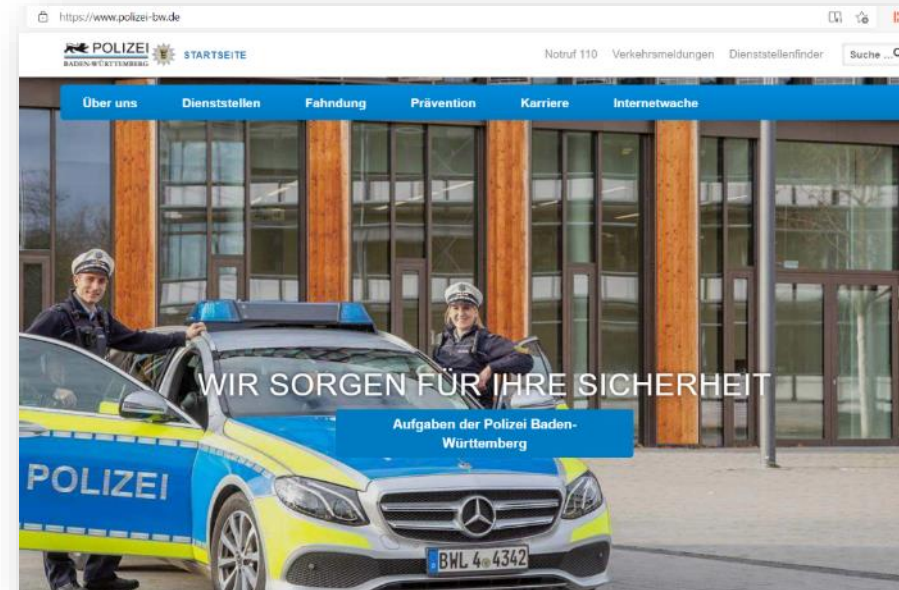 https://www.polizei-bw.de
POLIZEI
BADEN-WÜRTTEMBERG
STARTSEITE
Notruf 110 Verkehrsmeldungen Dienststellenfinder Suche ...
Über uns Dienststellen Fahndung Prävention Karriere Internetwache
WIR SORGEN FÜR IHRE SICHERHEIT
Aufgaben der Polizei Baden-
Württemberg
POLIZEI
BWL 4 4342